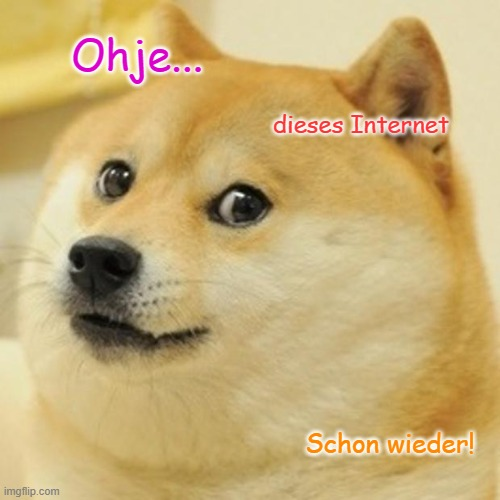 Ohje...
dieses Internet
Schon wieder!
imgflip.com